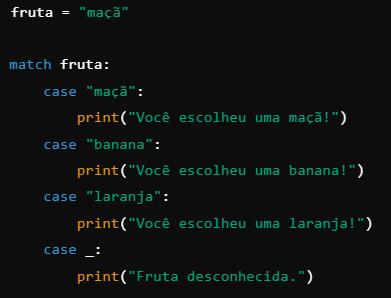 fruta = "maçã"
match fruta:
    case "maçã":
        print("Você escolheu uma maçã!")
    case "banana":
        print("Você escolheu uma banana!")
    case "laranja":
        print("Você escolheu uma laranja!")
    case _:
        print("Fruta desconhecida.")